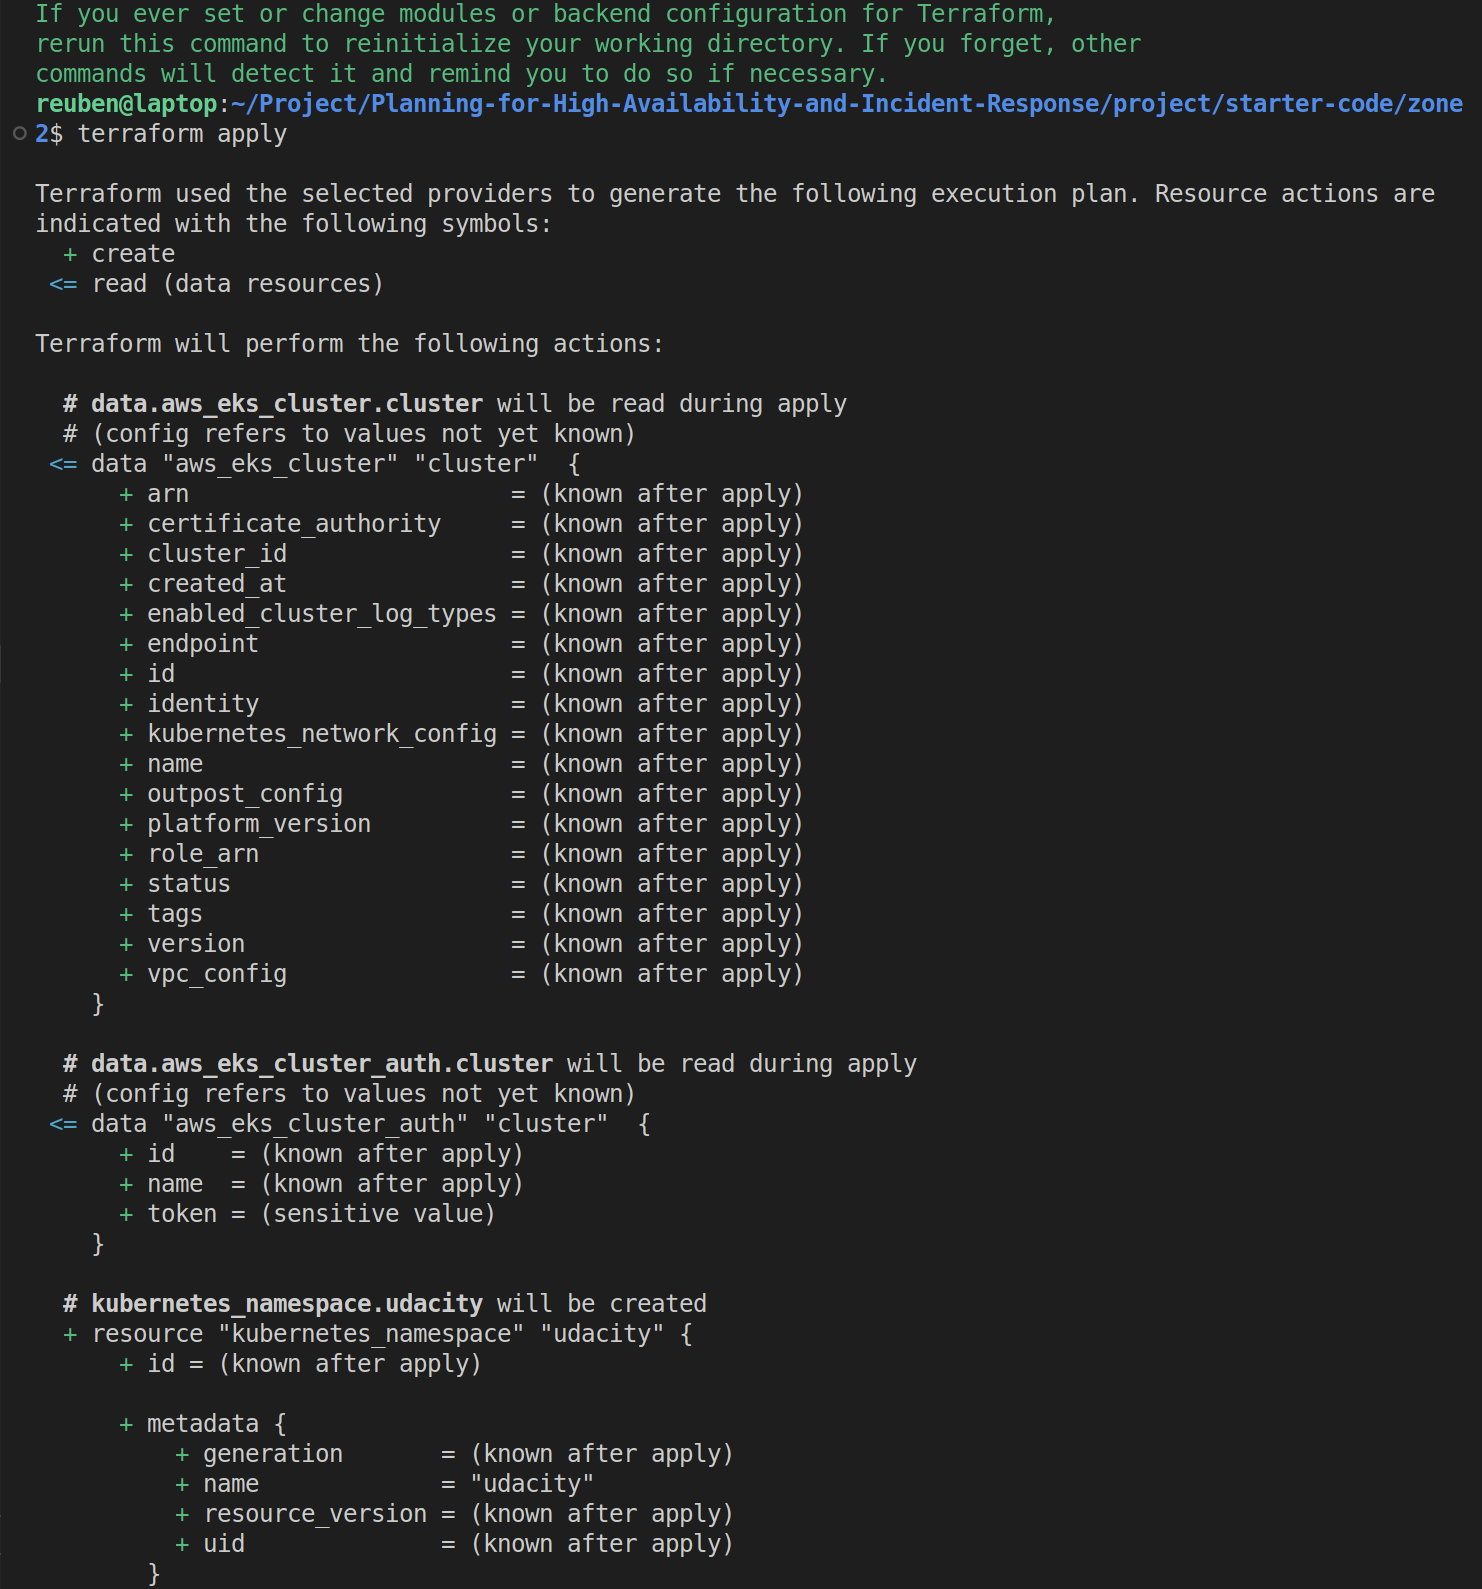 If you ever set or change modules or backend configuration for Terraform,
rerun this command to reinitialize your working directory. If you forget, other
commands will detect it and remind you to do so if necessary.
reuben@laptop:~/Project/Planning-for-High-Availability-and-Incident-Response/project/starter-code/zone
2$ terraform apply

Terraform used the selected providers to generate the following execution plan. Resource actions are
indicated with the following symbols:
  + create
 <= read (data resources)

Terraform will perform the following actions:

  # data.aws_eks_cluster.cluster will be read during apply
  # (config refers to values not yet known)
 <= data "aws_eks_cluster" "cluster"  {
      + arn                       = (known after apply)
      + certificate_authority     = (known after apply)
      + cluster_id                = (known after apply)
      + created_at                = (known after apply)
      + enabled_cluster_log_types = (known after apply)
      + endpoint                  = (known after apply)
      + id                        = (known after apply)
      + identity                  = (known after apply)
      + kubernetes_network_config = (known after apply)
      + name                      = (known after apply)
      + outpost_config            = (known after apply)
      + platform_version          = (known after apply)
      + role_arn                  = (known after apply)
      + status                    = (known after apply)
      + tags                      = (known after apply)
      + version                   = (known after apply)
      + vpc_config                = (known after apply)
    }

  # data.aws_eks_cluster_auth.cluster will be read during apply
  # (config refers to values not yet known)
 <= data "aws_eks_cluster_auth" "cluster"  {
      + id    = (known after apply)
      + name  = (known after apply)
      + token = (sensitive value)
    }

  # kubernetes_namespace.udacity will be created
  + resource "kubernetes_namespace" "udacity" {
      + id = (known after apply)

      + metadata {
          + generation       = (known after apply)
          + name             = "udacity"
          + resource_version = (known after apply)
          + uid              = (known after apply)
        }